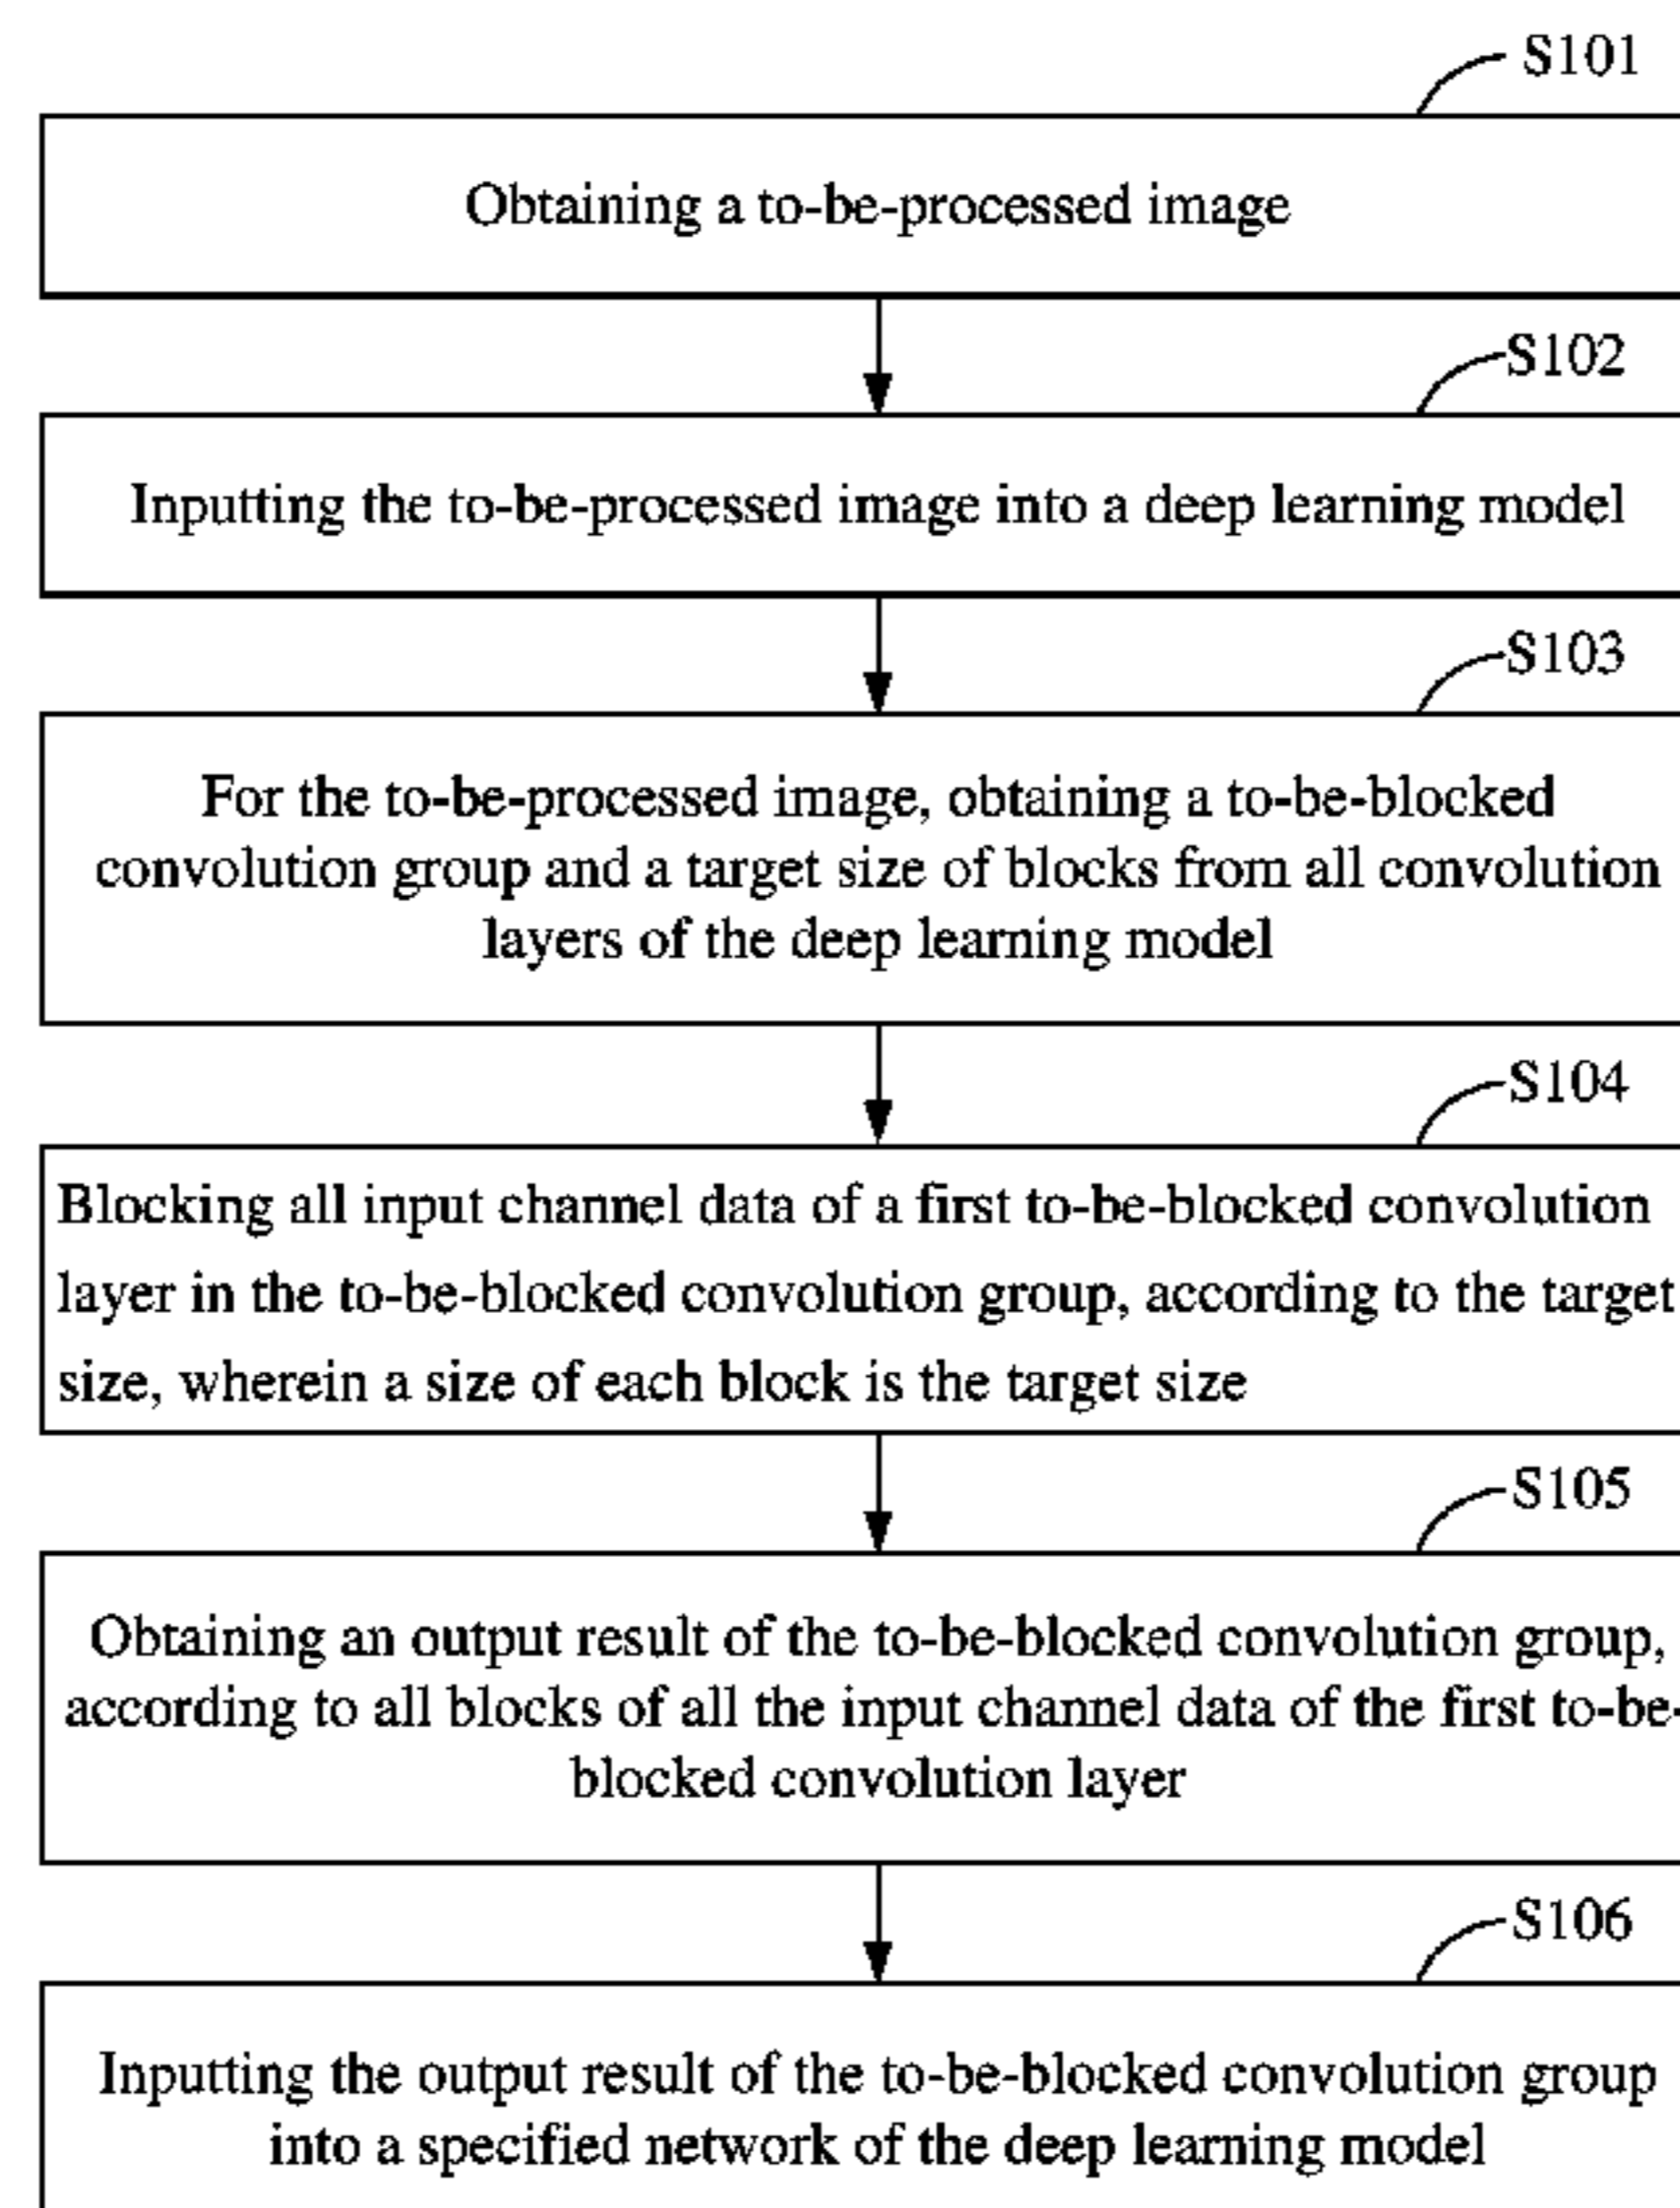 S101
Obtaining a to-be-processed image
S102
Inputting the to-be-processed image into a deep learning model
S103
For the to-be-processed image, obtaining a to-be-blocked
convolution group and a target size of blocks from all convolution
layers of the deep learning model
S104
Blocking all input channel data of a first to-be-blocked convolution
layer in the to-be-blocked convolution group, according to the target
size, wherein a size of each block is the target size
S105
Obtaining an output result of the to-be-blocked convolution group,
according to all blocks of all the input channel data of the first to-be-
blocked convolution layer
S106
Inputting the output result of the to-be-blocked convolution group
into a specified network of the deep learning model